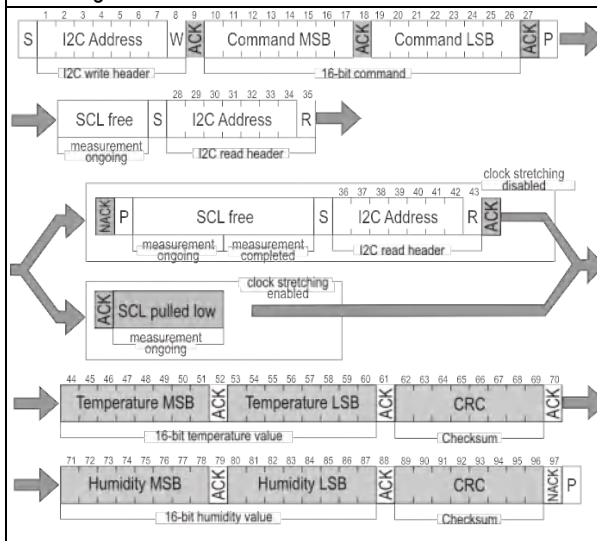 1 2 3 4 5 6 7 8 9 10 11 12 13 14 15 16 17 18 19 20 21 22 23 24 25 26 27
S I2C Address W ACK Command MSB ACK Command LSB ACK P
I2C write header 16-bit command
28 29 30 31 32 33 34 35
SCL free S I2C Address R
measurement ongoing I2C read header
clock stretching disabled
36 37 38 39 40 41 42 43
NACK P SCL free S I2C Address R ACK
measurement ongoing measurement completed I2C read header
clock stretching enabled
ACK SCL pulled low
measurement ongoing
44 45 46 47 48 49 50 51 52 53 54 55 56 57 58 59 60 61 62 63 64 65 66 67 68 69 70
Temperature MSB ACK Temperature LSB ACK CRC ACK
16-bit temperature value Checksum
71 72 73 74 75 76 77 78 79 80 81 82 83 84 85 86 87 88 89 90 91 92 93 94 95 96 97
Humidity MSB ACK Humidity LSB ACK CRC NACK P
16-bit humidity value Checksum